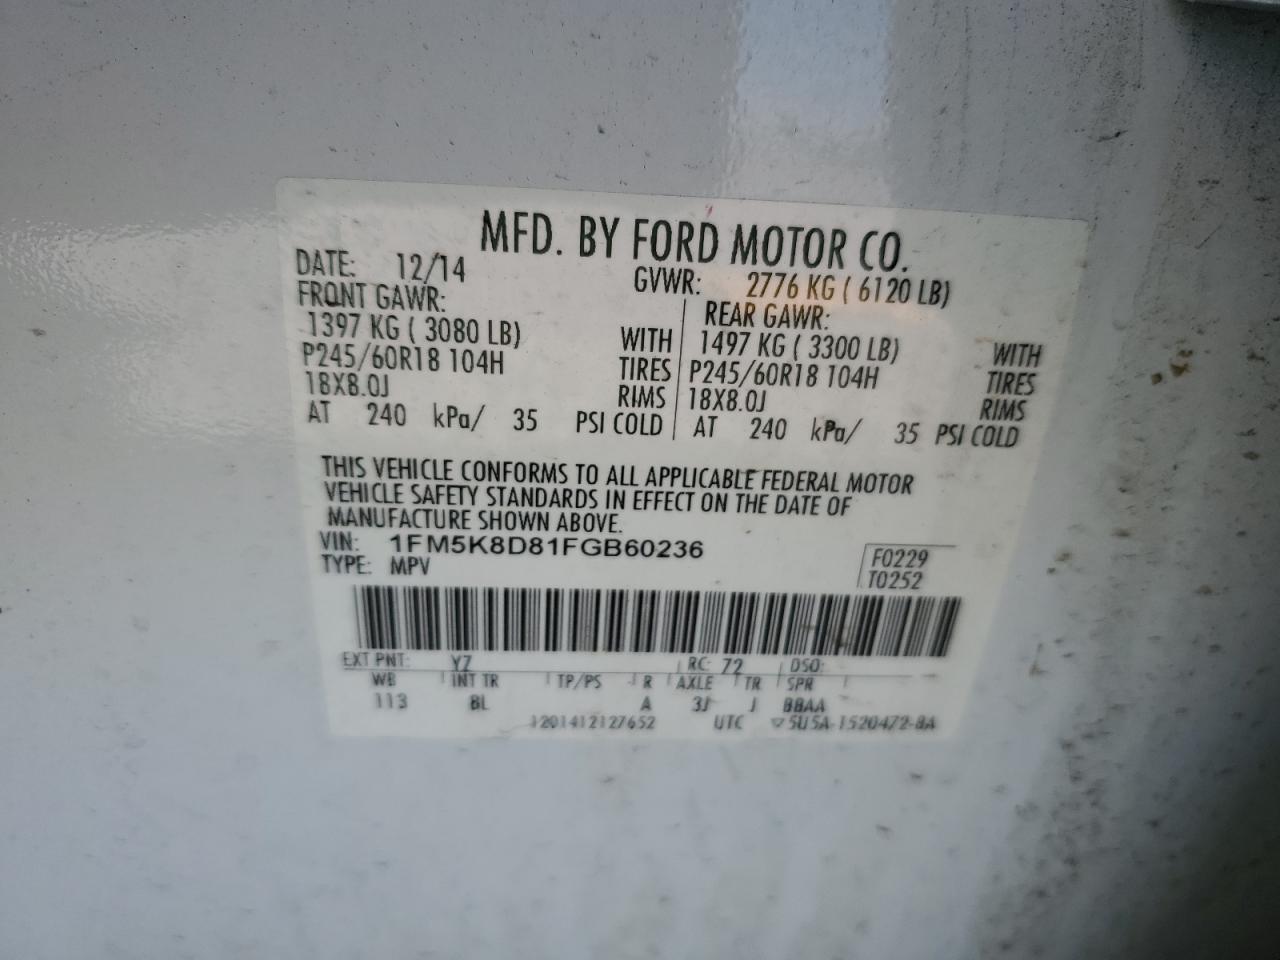 MFD. BY FORD MOTOR CO.
DATE: 12/14 GVWR: 2776 KG ( 6120 LB)
FRONT GAWR: REAR GAWR:
1397 KG ( 3080 LB) WITH 1497 KG ( 3300 LB) WITH
P245/60R18 104H TIRES P245/60R18 104H TIRES
18X8.0J RIMS 18X8.0J RIMS
AT 240 kPa/ 35 PSI COLD AT 240 kPa/ 35 PSI COLD
THIS VEHICLE CONFORMS TO ALL APPLICABLE FEDERAL MOTOR
VEHICLE SAFETY STANDARDS IN EFFECT ON THE DATE OF
MANUFACTURE SHOWN ABOVE.
VIN: 1FM5K8D81FGB60236 F0229
TYPE: MPV T0252
EXT PNT: YZ RC: 72 DSO:
WB INT TR TP/PS R AXLE TR SPR
113 BL A 3J J BBAA
1201412127652 UTC ▽ 5U5A-1520472-BA